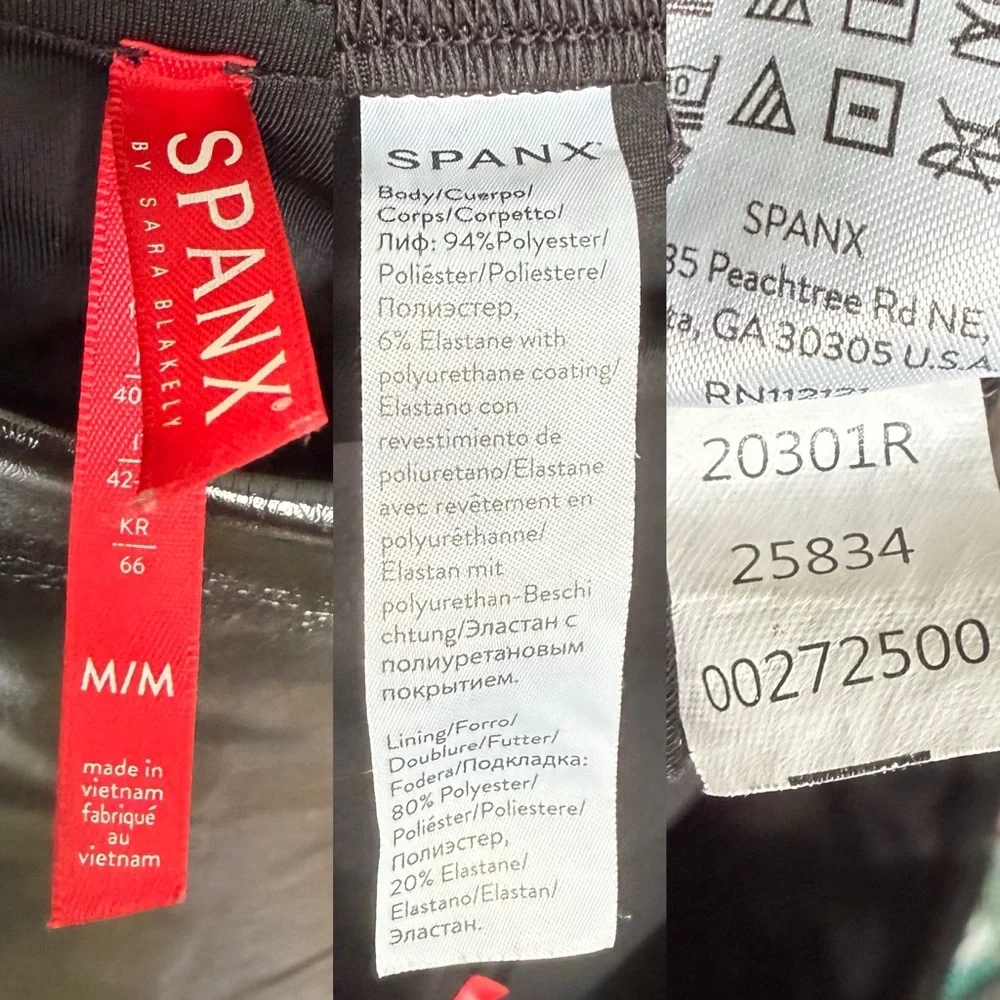 SPANX®
BY SARA BLAKELY
40
42-
KR
66
M/M
made in
vietnam
fabriqué
au
vietnam
SPANX®
Body/Cuerpo/
Corps/Corpetto/
Лиф: 94%Polyester/
Poliéster/Poliestere/
Полиэстер,
6% Elastane with
polyurethane coating/
Elastano con
revestimiento de
poliuretano/Elastane
avec revêtement en
polyuréthanne/
Elastan mit
polyurethan-Beschi
chtung/Эластан с
полиуретановым
покрытием.
Lining/Forro/
Doublure/Futter/
Fodera/Подкладка:
80% Polyester/
Poliéster/Poliestere/
Полиэстер,
20% Elastane/
Elastano/Elastan/
Эластан.
SPANX
35 Peachtree Rd NE,
ta, GA 30305 U.S.A.
20301R
25834
00272500